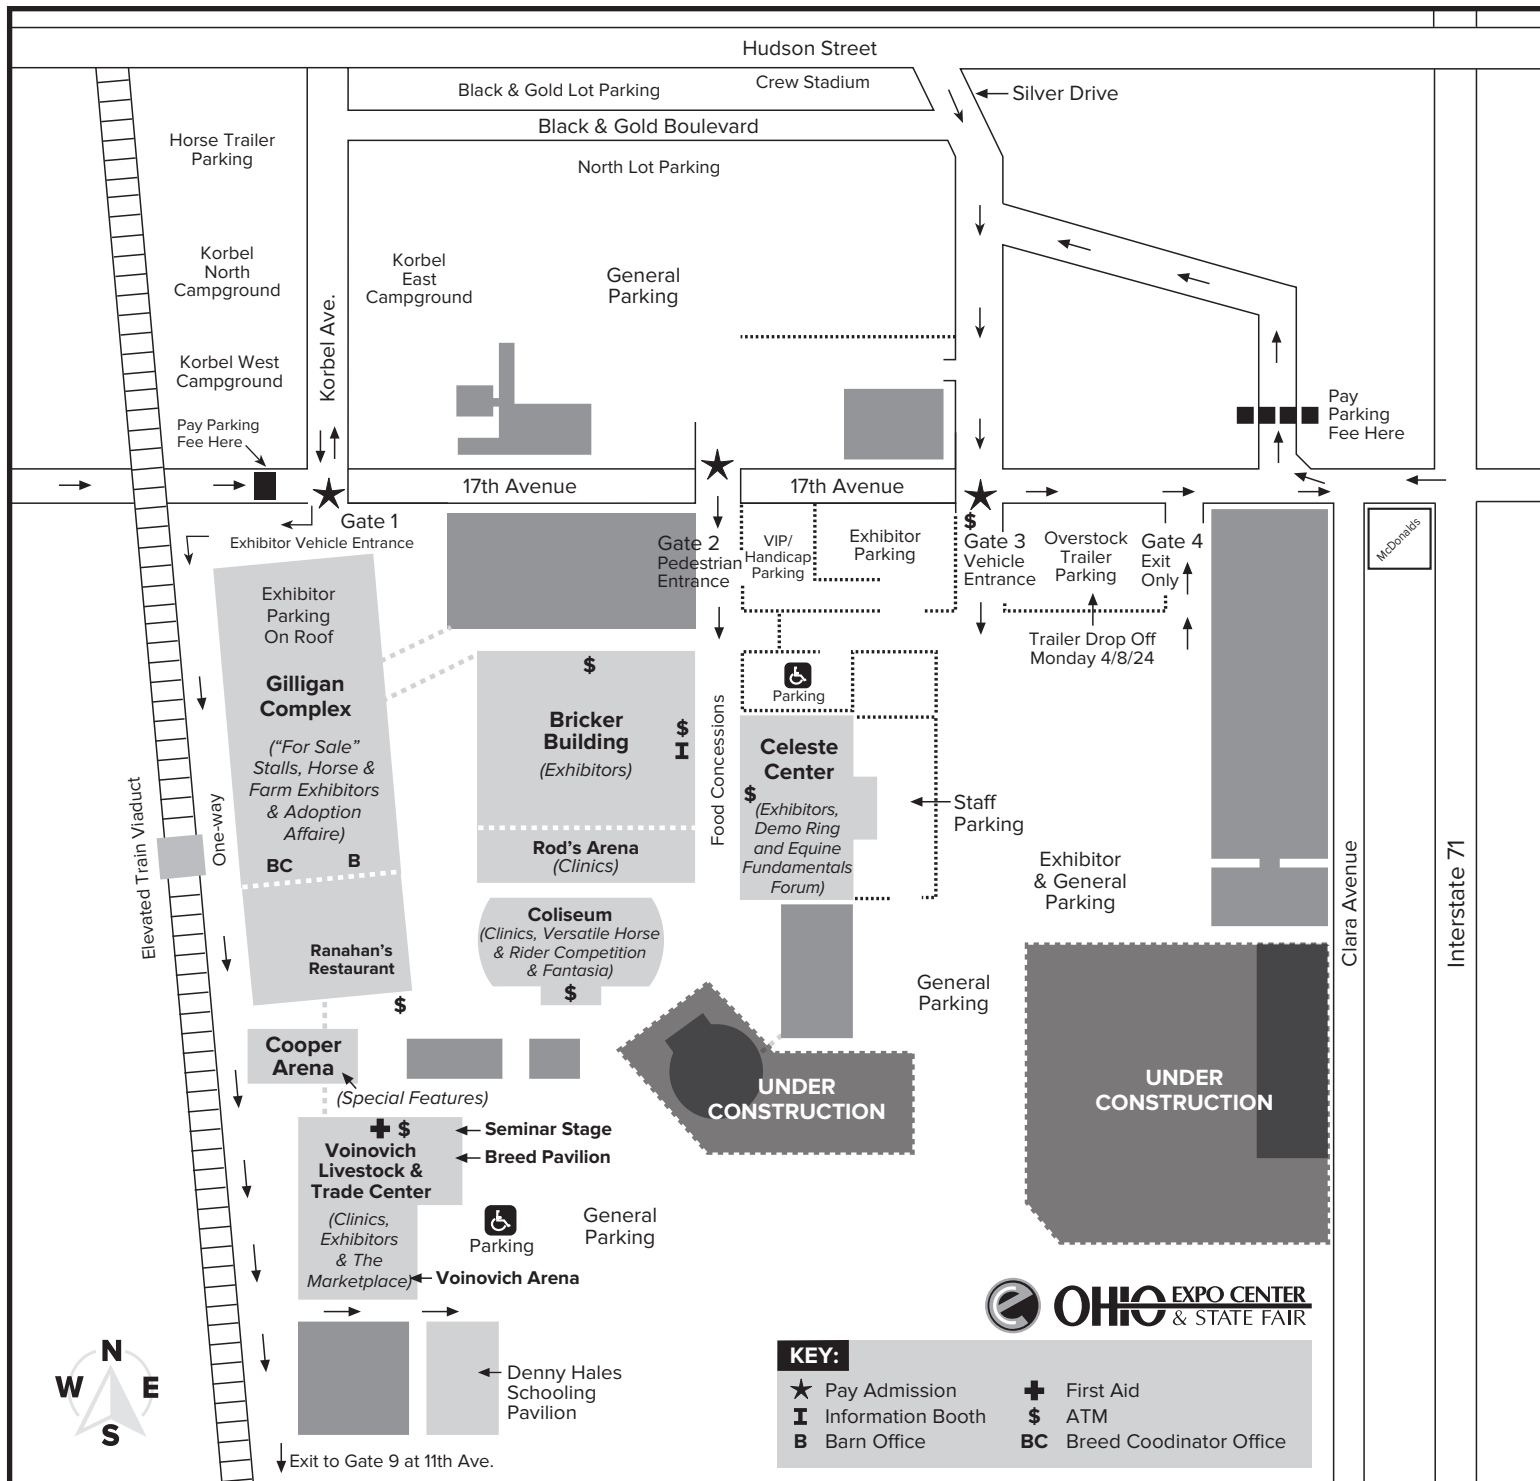 Hudson Street
Black & Gold Lot Parking
Crew Stadium
Silver Drive
Black & Gold Boulevard
Horse Trailer
Parking
North Lot Parking
Korbel
North
Campground
Korbel
East
Campground
General
Parking
Korbel Ave.
Korbel West
Campground
Pay Parking
Fee Here
Pay
Parking
Fee Here
17th Avenue
17th Avenue
Gate 1
Exhibitor Vehicle Entrance
Gate 2
Pedestrian
Entrance
VIP/
Handicap
Parking
Exhibitor
Parking
$
Gate 3
Vehicle
Entrance
Overstock
Trailer
Parking
Gate 4
Exit
Only
McDonalds
Trailer Drop Off
Monday 4/8/24
Exhibitor
Parking
On Roof
Gilligan
Complex
(“For Sale”
Stalls, Horse &
Farm Exhibitors
& Adoption
Affaire)
BC
B
Ranahan’s
Restaurant
$
Elevated Train Viaduct
One-way
$
Bricker
Building
(Exhibitors)
$
I
Rod’s Arena
(Clinics)
Food Concessions
Parking
Celeste
Center
$
(Exhibitors,
Demo Ring
and Equine
Fundamentals
Forum)
Staff
Parking
Exhibitor
& General
Parking
Clara Avenue
Interstate 71
Coliseum
(Clinics, Versatile Horse
& Rider Competition
& Fantasia)
$
General
Parking
Cooper
Arena
(Special Features)
UNDER
CONSTRUCTION
UNDER
CONSTRUCTION
$
Voinovich
Livestock &
Trade Center
(Clinics,
Exhibitors
& The
Marketplace)
Seminar Stage
Breed Pavilion
Parking
General
Parking
Voinovich Arena
Denny Hales
Schooling
Pavilion
Exit to Gate 9 at 11th Ave.
N
W E
S
e OHIO EXPO CENTER
& STATE FAIR
KEY:
Pay Admission
I Information Booth
B Barn Office
First Aid
$ ATM
BC Breed Coodinator Office